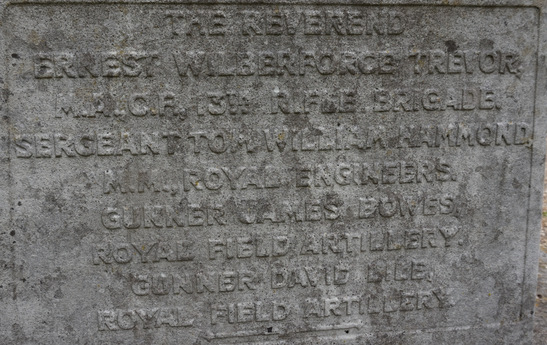 THE REVEREND
ERNEST WILBERFORCE TREVOR,
M.A., C.F., 13TH RIFLE BRIGADE.
SERGEANT TOM WILLIAM HAMMOND
M.M., ROYAL ENGINEERS.
GUNNER JAMES BOWES,
ROYAL FIELD ARTILLERY.
GUNNER DAVID LILE,
ROYAL FIELD ARTILLERY.